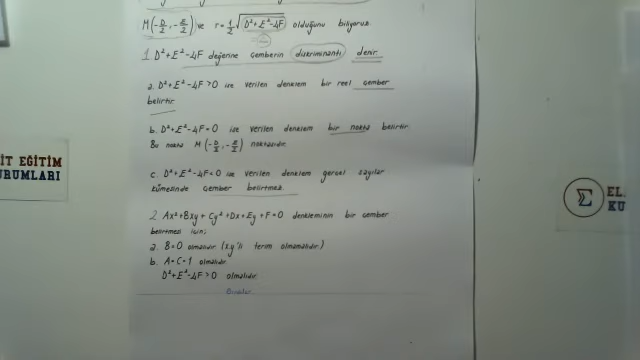 M(-D/2, -E/2) ve r=1/2 √D²+E²-4F olduğunu biliyoruz
1. D²+E²-4F değerine çemberin diskriminantı denir.
a. D²+E²-4F>0 ise verilen denklem bir reel çember
belirtir.
b. D²+E²-4F=0 ise verilen denklem bir nokta belirtir.
Bu nokta M(-D/2, -E/2) noktasıdır.
c. D²+E²-4F=0 ise verilen denklem gerçel sayılar
kümesinde çember belirtmez.
2. Ax²+Bxy+Cy²+Dx+Ey+F=0 denkleminin bir çember
belirtmesi için;
a. B=0 olmalıdır (x.y'li terim olmamalıdır)
b. A=C=1 olmalıdır.
D²+E²-4F>0 olmalıdır.
İT EĞİTİM
URUMLARI
Σ
EL
KU